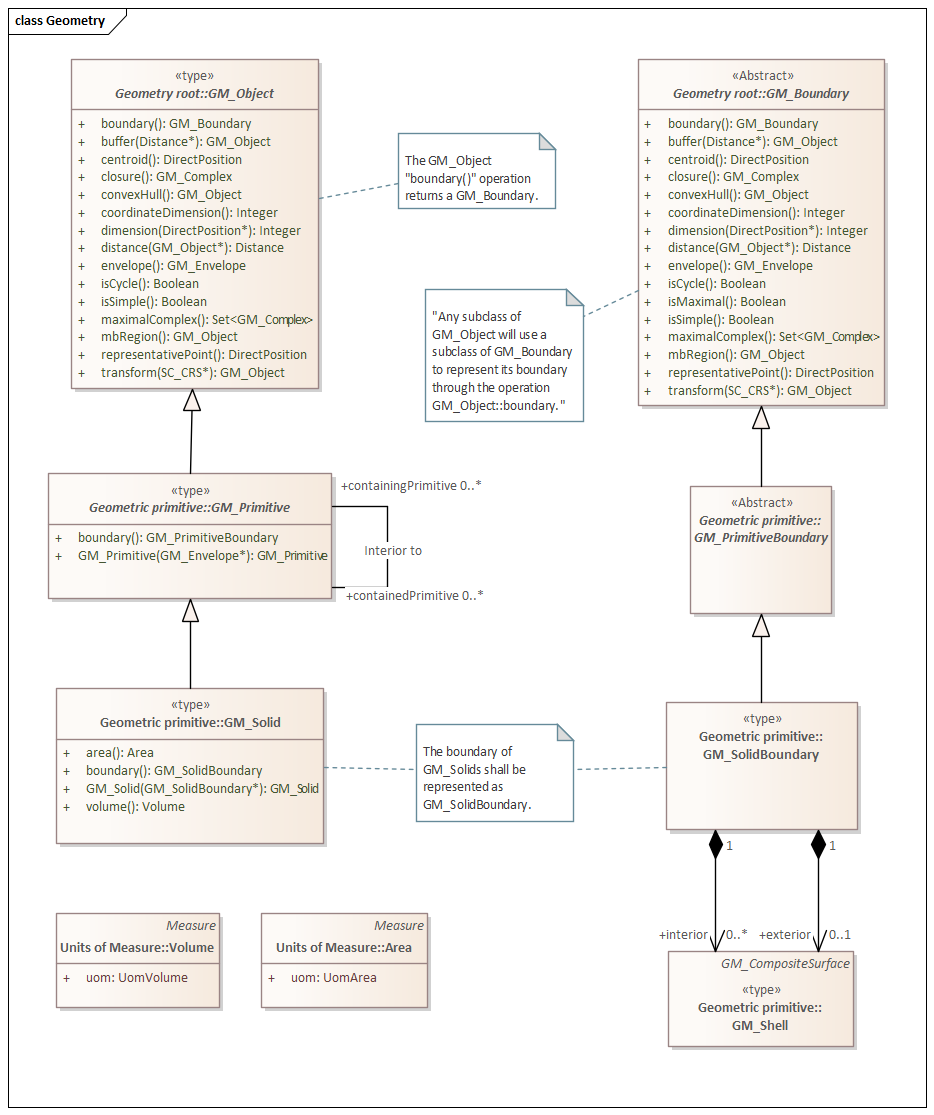 class Geometry
«type»
Geometry root::GM_Object
+ boundary(): GM_Boundary
+ buffer(Distance*): GM_Object
+ centroid(): DirectPosition
+ closure(): GM_Complex
+ convexHull(): GM_Object
+ coordinateDimension(): Integer
+ dimension(DirectPosition*): Integer
+ distance(GM_Object*): Distance
+ envelope(): GM_Envelope
+ isCycle(): Boolean
+ isSimple(): Boolean
+ maximalComplex(): Set<GM_Complex>
+ mbRegion(): GM_Object
+ representativePoint(): DirectPosition
+ transform(SC_CRS*): GM_Object
The GM_Object
"boundary()" operation
returns a GM_Boundary.
«Abstract»
Geometry root::GM_Boundary
+ boundary(): GM_Boundary
+ buffer(Distance*): GM_Object
+ centroid(): DirectPosition
+ closure(): GM_Complex
+ convexHull(): GM_Object
+ coordinateDimension(): Integer
+ dimension(DirectPosition*): Integer
+ distance(GM_Object*): Distance
+ envelope(): GM_Envelope
+ isCycle(): Boolean
+ isMaximal(): Boolean
+ isSimple(): Boolean
+ maximalComplex(): Set<GM_Complex>
+ mbRegion(): GM_Object
+ representativePoint(): DirectPosition
+ transform(SC_CRS*): GM_Object
"Any subclass of
GM_Object will use a
subclass of GM_Boundary
to represent its boundary
through the operation
GM_Object::boundary."
«type»
Geometric primitive::GM_Primitive
+ boundary(): GM_PrimitiveBoundary
+ GM_Primitive(GM_Envelope*): GM_Primitive
+containingPrimitive 0..*
Interior to
+containedPrimitive 0..*
«Abstract»
Geometric primitive::
GM_PrimitiveBoundary
«type»
Geometric primitive::GM_Solid
+ area(): Area
+ boundary(): GM_SolidBoundary
+ GM_Solid(GM_SolidBoundary*): GM_Solid
+ volume(): Volume
The boundary of
GM_Solids shall be
represented as
GM_SolidBoundary.
«type»
Geometric primitive::
GM_SolidBoundary
1 1
+interior 0..* +exterior 0..1
Measure
Units of Measure::Volume
+ uom: UomVolume
Measure
Units of Measure::Area
+ uom: UomArea
GM_CompositeSurface
«type»
Geometric primitive::
GM_Shell